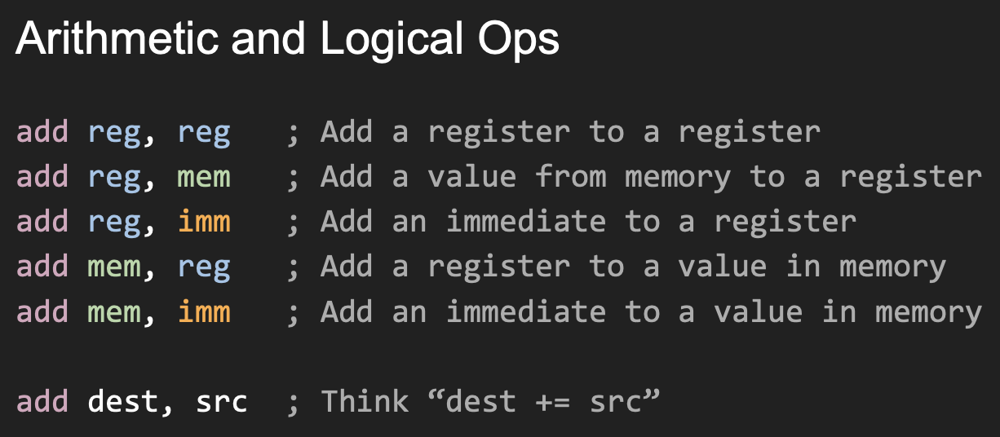 Arithmetic and Logical Ops
add reg, reg ; Add a register to a register
add reg, mem ; Add a value from memory to a register
add reg, imm ; Add an immediate to a register
add mem, reg ; Add a register to a value in memory
add mem, imm ; Add an immediate to a value in memory
add dest, src ; Think “dest += src”